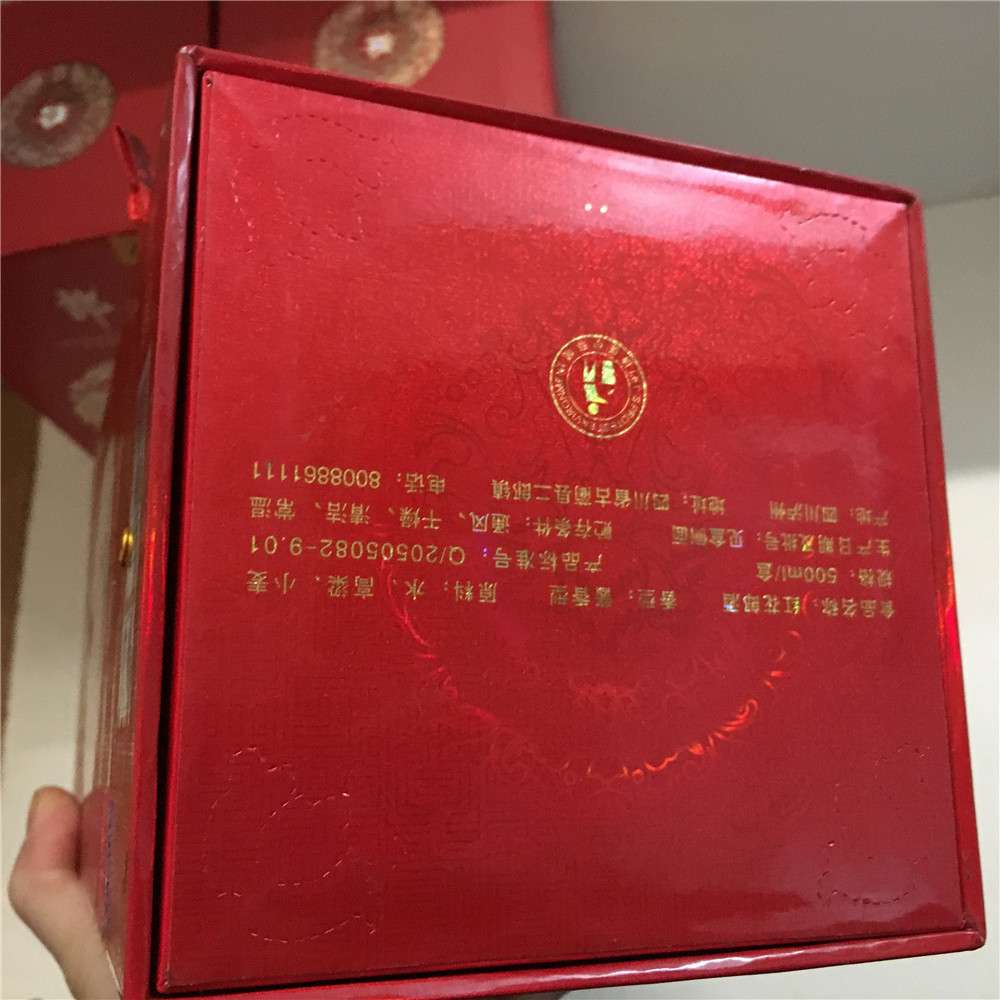 食品名称：红花郎酒 香型：酱香型 原料：水、高粱、小麦
规格：500ml/盒 产品标准号：Q/20505082-9.01
生产日期及批号：见盒侧面 贮存条件：通风、干燥、清洁、常温
产地：四川泸州 地址：四川省古蔺县二郎镇 电话：8008861111